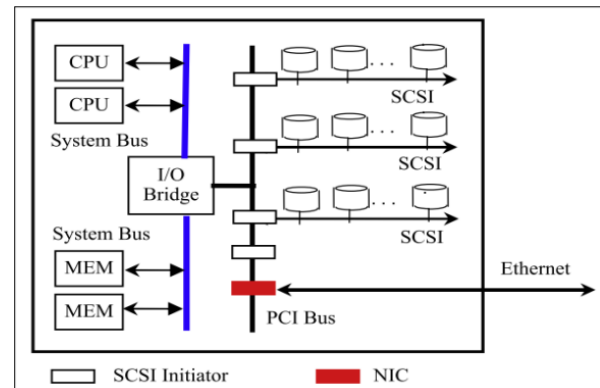 CPU
CPU
System Bus
I/O
Bridge
System Bus
MEM
MEM
. . .
SCSI
. . .
SCSI
. . .
SCSI
PCI Bus
Ethernet
SCSI Initiator
NIC